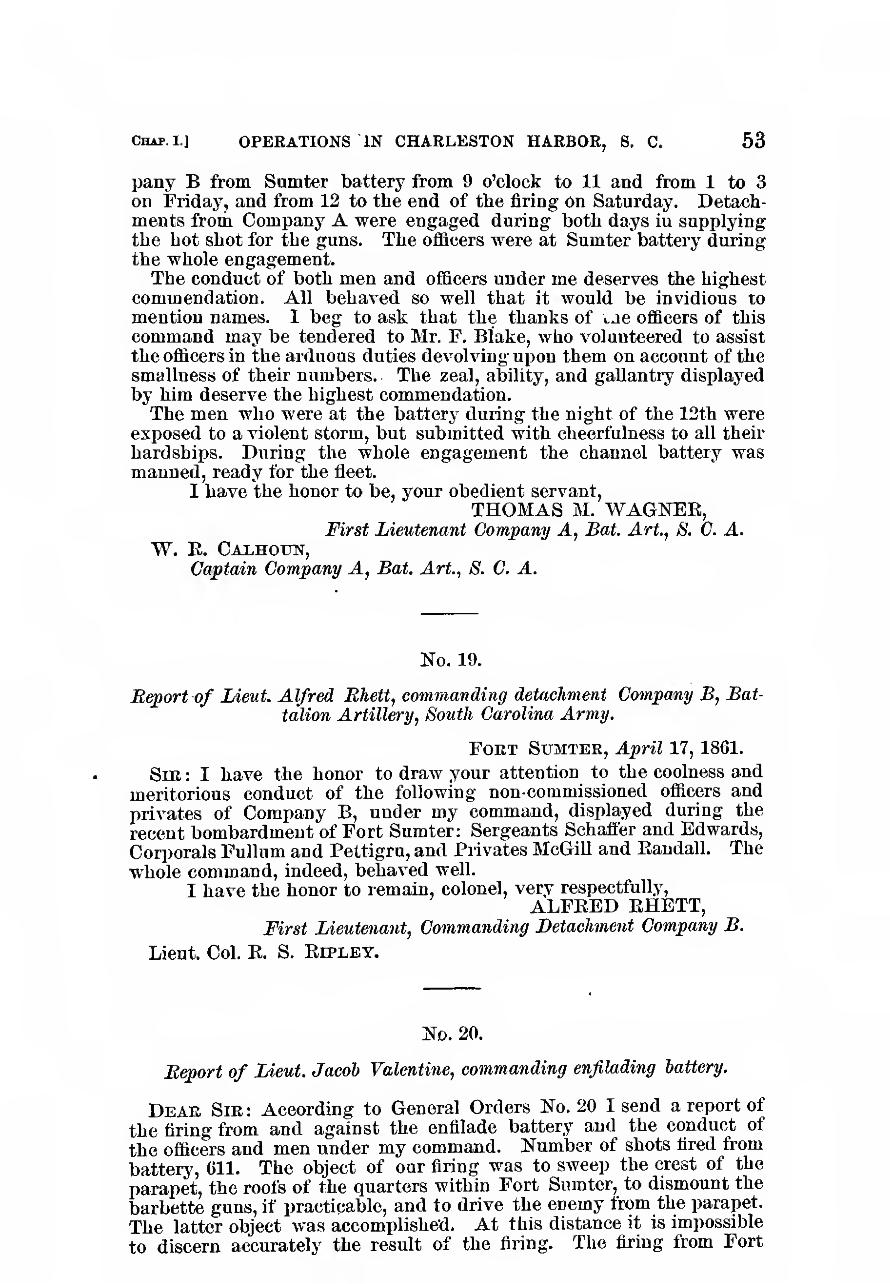 CHAP. I.] OPERATIONS IN CHARLESTON HARBOR, S. C. 53
pany B from Sumter battery from 9 o'clock to 11 and from 1 to 3
on Friday, and from 12 to the end of the firing on Saturday. Detach-
ments from Company A were engaged during both days in supplying
the hot shot for the guns. The officers were at Sumter battery during
the whole engagement.
The conduct of both men and officers under me deserves the highest
commendation. All behaved so well that it would be invidious to
mention names. I beg to ask that the thanks of the officers of this
command may be tendered to Mr. F. Blake, who volunteered to assist
the officers in the arduous duties devolving upon them on account of the
smallness of their numbers. The zeal, ability, and gallantry displayed
by him deserve the highest commendation.
The men who were at the battery during the night of the 12th were
exposed to a violent storm, but submitted with cheerfulness to all their
hardships. During the whole engagement the channel battery was
manned, ready for the fleet.
I have the honor to be, your obedient servant,
THOMAS M. WAGNER,
First Lieutenant Company A, Bat. Art., S. C. A.
W. R. CALHOUN,
Captain Company A, Bat. Art., S. C. A.
No. 19.
Report of Lieut. Alfred Rhett, commanding detachment Company B, Bat-
talion Artillery, South Carolina Army.
FORT SUMTER, April 17, 1861.
SIR: I have the honor to draw your attention to the coolness and
meritorious conduct of the following non-commissioned officers and
privates of Company B, under my command, displayed during the
recent bombardment of Fort Sumter: Sergeants Schaffer and Edwards,
Corporals Fullum and Pettigru, and Privates McGill and Randall. The
whole command, indeed, behaved well.
I have the honor to remain, colonel, very respectfully,
ALFRED RHETT,
First Lieutenant, Commanding Detachment Company B.
Lieut. Col. R. S. RIPLEY.
No. 20.
Report of Lieut. Jacob Valentine, commanding enfilading battery.
DEAR SIR: According to General Orders No. 20 I send a report of
the firing from and against the enfilade battery and the conduct of
the officers and men under my command. Number of shots fired from
battery, 611. The object of our firing was to sweep the crest of the
parapet, the roofs of the quarters within Fort Sumter, to dismount the
barbette guns, if practicable, and to drive the enemy from the parapet.
The latter object was accomplished. At this distance it is impossible
to discern accurately the result of the firing. The firing from Fort